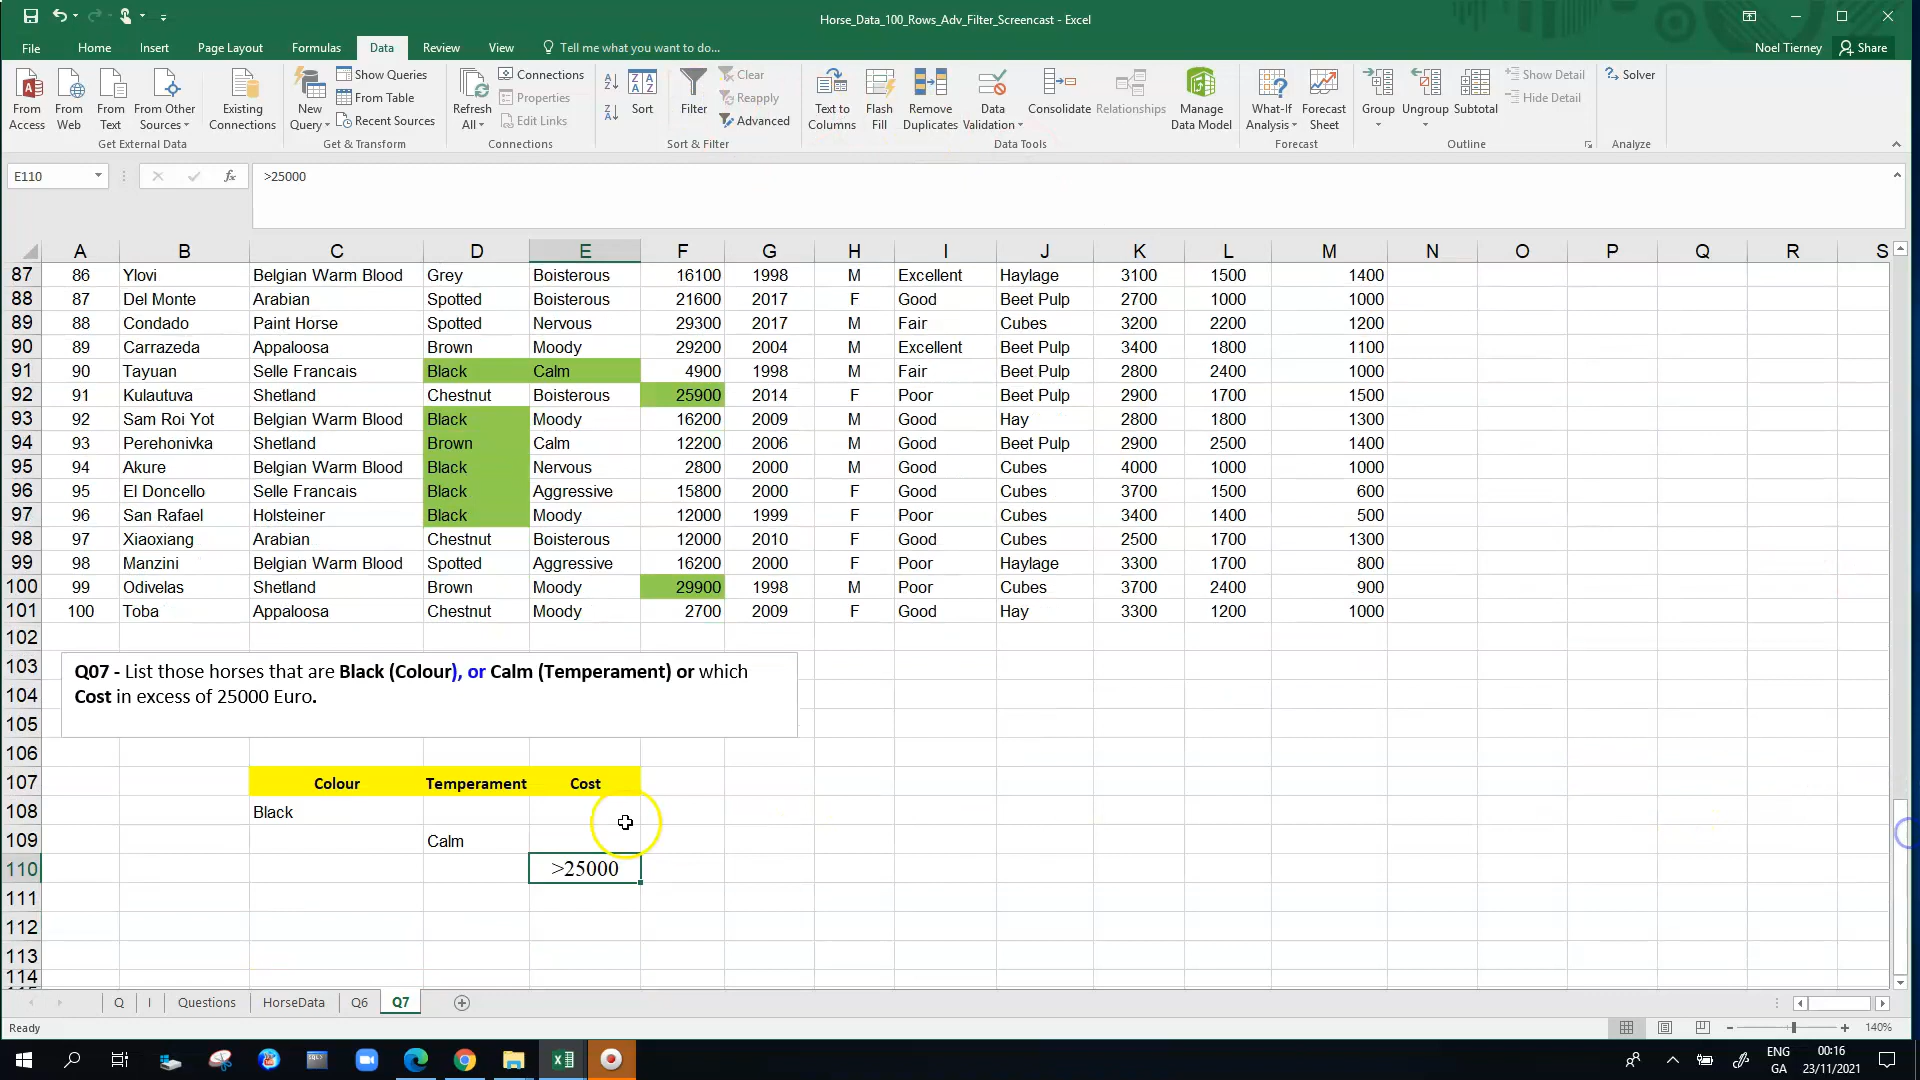 Horse_Data_100_Rows_Adv_Filter_Screencast - Excel
File Home Insert Page Layout Formulas Data Review View Tell me what you want to do... Noel Tierney Share
From Access From Web From Text From Other Sources Existing Connections
New Query Show Queries From Table Recent Sources
Refresh All Connections Properties Edit Links
Sort Filter Clear Reapply Advanced
Text to Columns Flash Fill Remove Duplicates Data Validation Consolidate Relationships Manage Data Model
What-If Analysis Forecast Sheet Group Ungroup Subtotal Show Detail Hide Detail Solver
Get External Data Get & Transform Connections Sort & Filter Data Tools Forecast Outline Analyze
E110 fx >25000
A B C D E F G H I J K L M N O P Q R S
87 86 Ylovi Belgian Warm Blood Grey Boisterous 16100 1998 M Excellent Haylage 3100 1500 1400
88 87 Del Monte Arabian Spotted Boisterous 21600 2017 F Good Beet Pulp 2700 1000 1000
89 88 Condado Paint Horse Spotted Nervous 29300 2017 M Fair Cubes 3200 2200 1200
90 89 Carrazeda Appaloosa Brown Moody 29200 2004 M Excellent Beet Pulp 3400 1800 1100
91 90 Tayuan Selle Francais Black Calm 4900 1998 M Fair Beet Pulp 2800 2400 1000
92 91 Kulautuva Shetland Chestnut Boisterous 25900 2014 F Poor Beet Pulp 2900 1700 1500
93 92 Sam Roi Yot Belgian Warm Blood Black Moody 16200 2009 M Good Hay 2800 1800 1300
94 93 Perehonivka Shetland Brown Calm 12200 2006 M Good Beet Pulp 2900 2500 1400
95 94 Akure Belgian Warm Blood Black Nervous 2800 2000 M Good Cubes 4000 1000 1000
96 95 El Doncello Selle Francais Black Aggressive 15800 2000 F Good Cubes 3700 1500 600
97 96 San Rafael Holsteiner Black Moody 12000 1999 F Poor Cubes 3400 1400 500
98 97 Xiaoxiang Arabian Chestnut Boisterous 12000 2010 F Good Cubes 2500 1700 1300
99 98 Manzini Belgian Warm Blood Spotted Aggressive 16200 2000 F Poor Haylage 3300 1700 800
100 99 Odivelas Shetland Brown Moody 29900 1998 M Poor Cubes 3700 2400 900
101 100 Toba Appaloosa Chestnut Moody 2700 2009 F Good Hay 3300 1200 1000
102
103 Q07 - List those horses that are Black (Colour), or Calm (Temperament) or which
104 Cost in excess of 25000 Euro.
105
106
107 Colour Temperament Cost
108 Black
109 Calm
110 >25000
111
112
113
114
Q I Questions HorseData Q6 Q7
Ready 140%
ENG 00:16
GA 23/11/2021